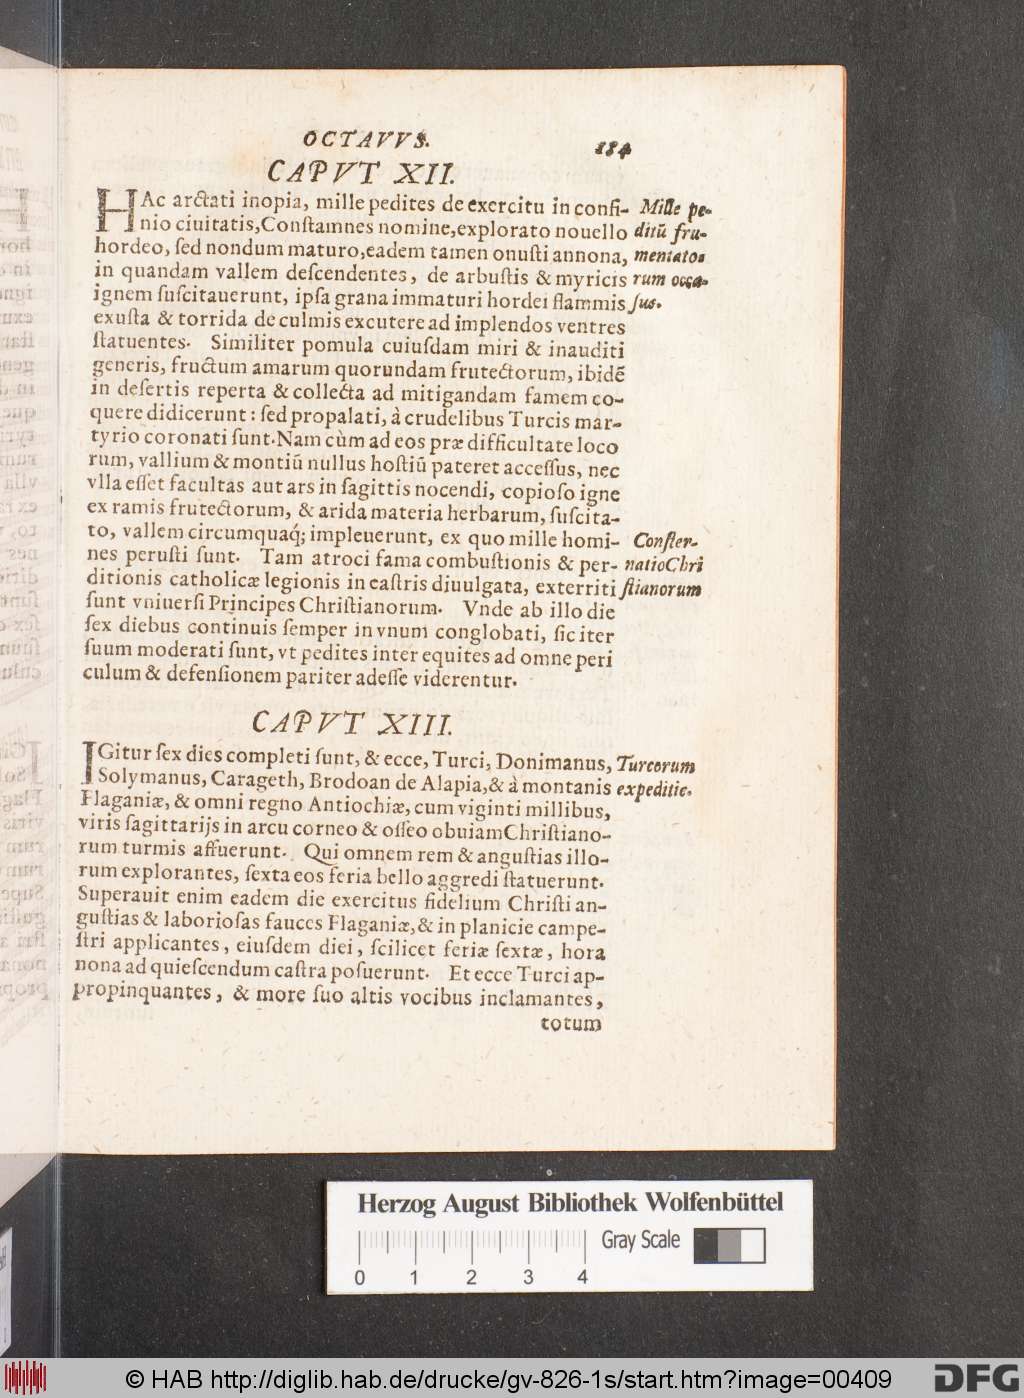 OCTAVVS. 184
CAPVT XII.
HAc arctati inopia, mille pedites de exercitu in confi-
nio ciuitatis, Conſtamnes nomine, explorato nouello
hordeo, ſed nondum maturo, eadem tamen onuſti annona,
in quandam vallem deſcendentes, de arbuſtis & myricis
ignem ſuſcitauerunt, ipſa grana immaturi hordei flammis
exuſta & torrida de culmis excutere ad implendos ventres
ſtatuentes. Similiter pomula cuiuſdam miri & inauditi
generis, fructum amarum quorundam frutectorum, ibidē
in deſertis reperta & collecta ad mitigandam famem co-
quere didicerunt: ſed propalati, à crudelibus Turcis mar-
tyrio coronati ſunt. Nam cùm ad eos præ difficultate loco
rum, vallium & montiū nullus hoſtiū pateret acceſſus, nec
vlla eſſet facultas aut ars in ſagittis nocendi, copioſo igne
ex ramis frutectorum, & arida materia herbarum, ſuſcita-
to, vallem circumquaq́; impleuerunt, ex quo mille homi-
nes peruſti ſunt. Tam atroci fama combuſtionis & per-
ditionis catholicæ legionis in caſtris diuulgata, exterriti
ſunt vniuerſi Principes Chriſtianorum. Vnde ab illo die
ſex diebus continuis ſemper in vnum conglobati, ſic iter
ſuum moderati ſunt, vt pedites inter equites ad omne peri
culum & defenſionem pariter adeſſe viderentur.
Mille pe-
ditū fru-
mentato-
rum occa-
ſus.
Conſter-
natio Chri
ſtianorum
CAPVT XIII.
IGitur ſex dies completi ſunt, & ecce, Turci, Donimanus,
Solymanus, Carageth, Brodoan de Alapia, & à montanis
Flaganiæ, & omni regno Antiochiæ, cum viginti millibus,
viris ſagittarijs in arcu corneo & oſſeo obuiam Chriſtiano-
rum turmis affuerunt. Qui omnem rem & anguſtias illo-
rum explorantes, ſexta eos feria bello aggredi ſtatuerunt.
Superauit enim eadem die exercitus fidelium Chriſti an-
guſtias & laborioſas fauces Flaganiæ, & in planicie campe-
ſtri applicantes, eiuſdem diei, ſcilicet feriæ ſextæ, hora
nona ad quieſcendum caſtra poſuerunt. Et ecce Turci ap-
propinquantes, & more ſuo altis vocibus inclamantes,
totum
Turcorum
expeditio.
Herzog August Bibliothek Wolfenbüttel
0 1 2 3 4 Gray Scale
© HAB http://diglib.hab.de/drucke/gv-826-1s/start.htm?image=00409
DFG